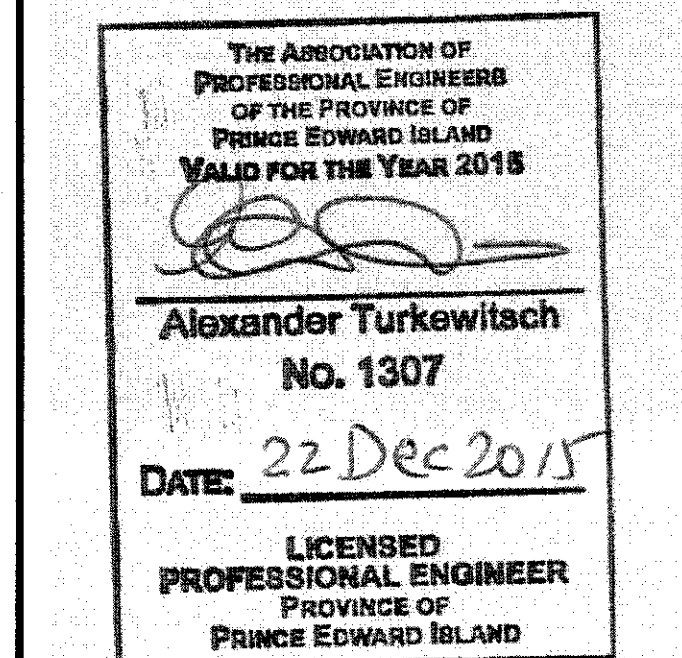 THE ASSOCIATION OF
PROFESSIONAL ENGINEERS
OF THE PROVINCE OF
PRINCE EDWARD ISLAND
VALID FOR THE YEAR 2015
Alexander Turkewitsch
No. 1307
DATE: 22 Dec 2015
LICENSED
PROFESSIONAL ENGINEER
PROVINCE OF
PRINCE EDWARD ISLAND